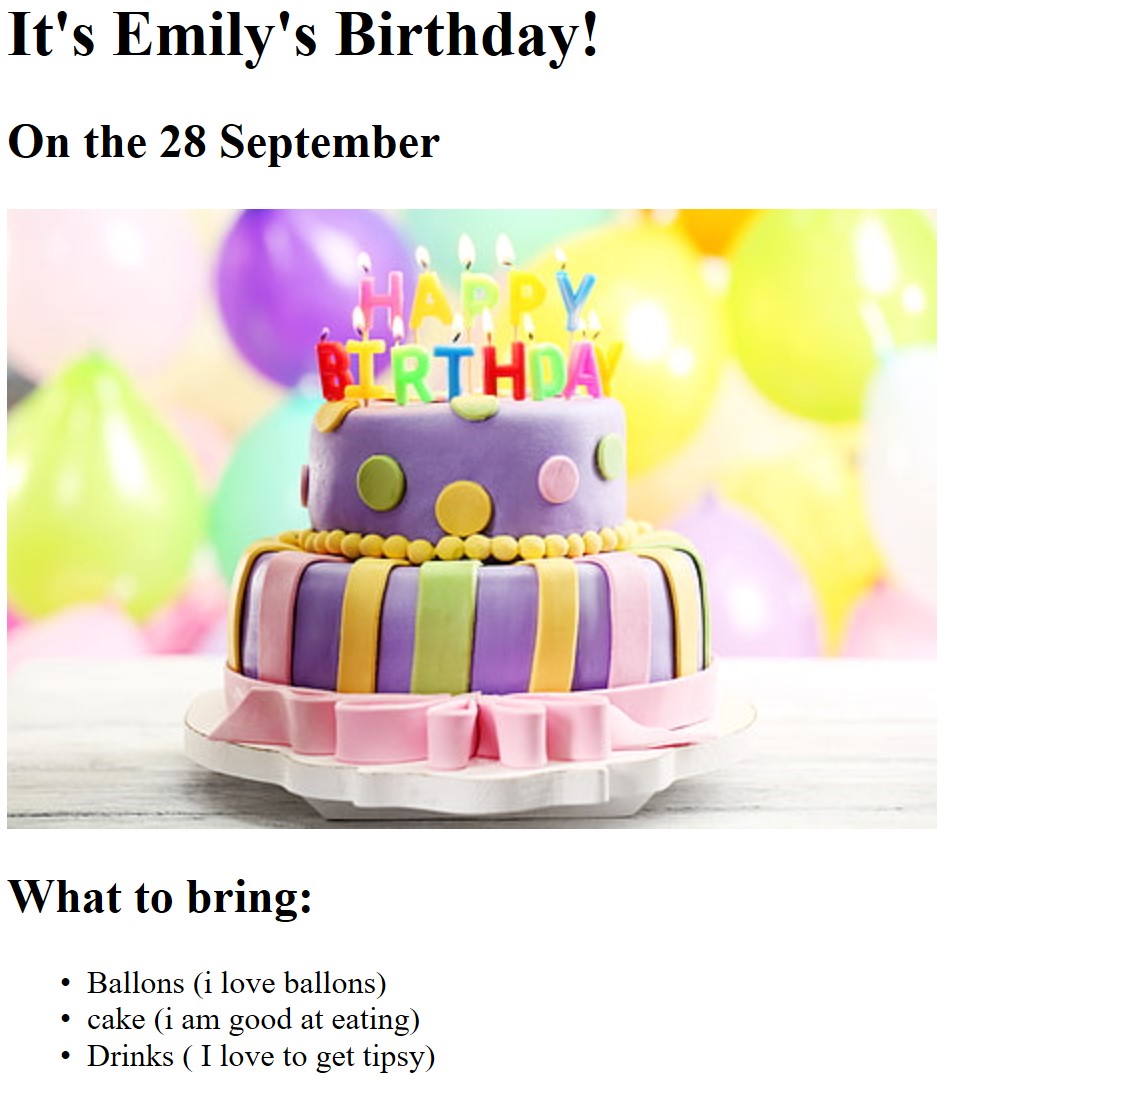 It's Emily's Birthday!
On the 28 September
HAPPY
BIRTHDAY
What to bring:
Ballons (i love ballons)
cake (i am good at eating)
Drinks ( I love to get tipsy)